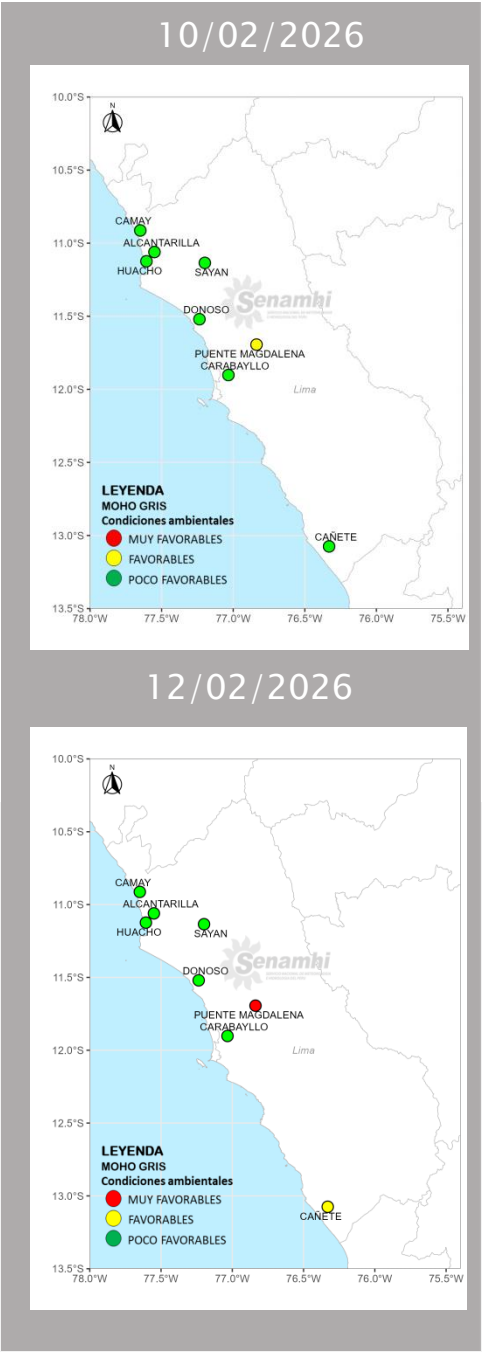 10/02/2026
10.0°S
N
10.5°S
CAMAY
11.0°S
ALCANTARILLA
HUACHO
SAYAN
Senamhi
11.5°S
DONOSO
PUENTE MAGDALENA
CARABAYLLO
12.0°S
Lima
12.5°S
LEYENDA
MOHO GRIS
Condiciones ambientales
13.0°S
MUY FAVORABLES
CAÑETE
FAVORABLES
POCO FAVORABLES
13.5°S
78.0°W 77.5°W 77.0°W 76.5°W 76.0°W 75.5°W
12/02/2026
10.0°S
N
10.5°S
CAMAY
11.0°S
ALCANTARILLA
HUACHO
SAYAN
Senamhi
11.5°S
DONOSO
PUENTE MAGDALENA
CARABAYLLO
12.0°S
Lima
12.5°S
LEYENDA
MOHO GRIS
Condiciones ambientales
13.0°S
MUY FAVORABLES
CAÑETE
FAVORABLES
POCO FAVORABLES
13.5°S
78.0°W 77.5°W 77.0°W 76.5°W 76.0°W 75.5°W